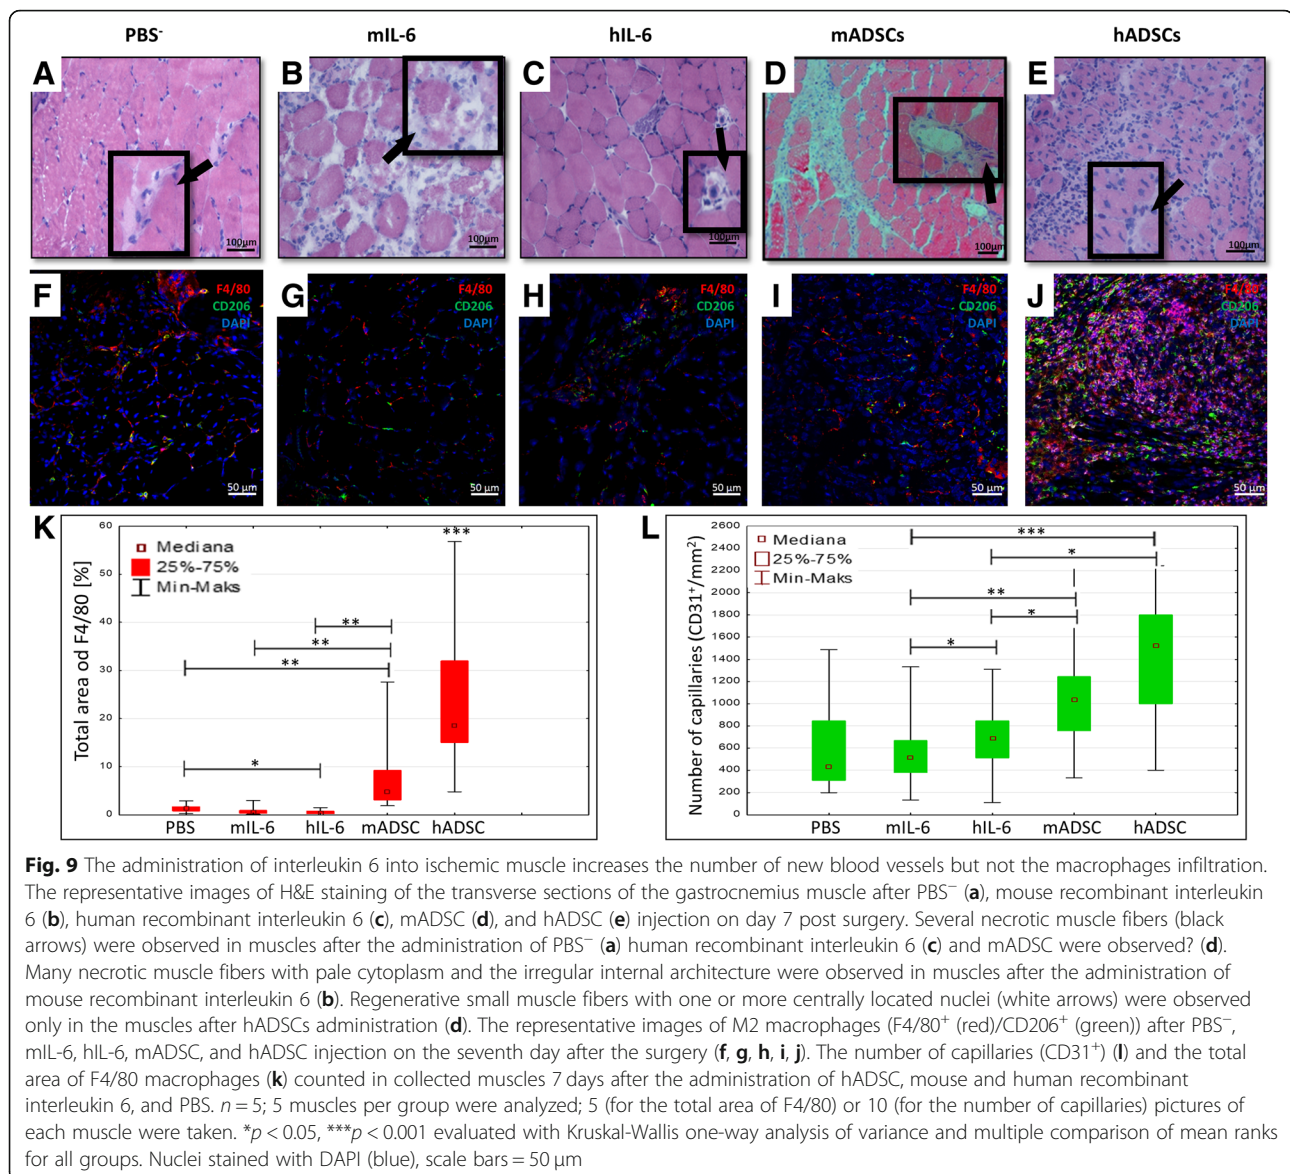 PBS⁻ mIL-6 hIL-6 mADSCs hADSCs
A B C D E
100µm 100µm 100µm 100µm 100µm
F G H I J
F4/80 F4/80 F4/80 F4/80 F4/80
CD206 CD206 CD206 CD206 CD206
DAPI DAPI DAPI DAPI DAPI
50 µm 50 µm 50 µm 50 µm 50 µm
K
Total area od F4/80 [%]
60
50
40
30
20
10
0
Mediana
25%-75%
Min-Maks
***
**
**
**
*
PBS mIL-6 hIL-6 mADSC hADSC
L
Number of capillaries (CD31⁺/mm²)
2600
2400
2200
2000
1800
1600
1400
1200
1000
800
600
400
200
0
Mediana
25%-75%
Min-Maks
***
*
**
*
*
PBS mIL-6 hIL-6 mADSC hADSC
Fig. 9 The administration of interleukin 6 into ischemic muscle increases the number of new blood vessels but not the macrophages infiltration.
The representative images of H&E staining of the transverse sections of the gastrocnemius muscle after PBS⁻ (a), mouse recombinant interleukin
6 (b), human recombinant interleukin 6 (c), mADSC (d), and hADSC (e) injection on day 7 post surgery. Several necrotic muscle fibers (black
arrows) were observed in muscles after the administration of PBS⁻ (a) human recombinant interleukin 6 (c) and mADSC were observed? (d).
Many necrotic muscle fibers with pale cytoplasm and the irregular internal architecture were observed in muscles after the administration of
mouse recombinant interleukin 6 (b). Regenerative small muscle fibers with one or more centrally located nuclei (white arrows) were observed
only in the muscles after hADSCs administration (d). The representative images of M2 macrophages (F4/80⁺ (red)/CD206⁺ (green)) after PBS⁻,
mIL-6, hIL-6, mADSC, and hADSC injection on the seventh day after the surgery (f, g, h, i, j). The number of capillaries (CD31⁺) (l) and the total
area of F4/80 macrophages (k) counted in collected muscles 7 days after the administration of hADSC, mouse and human recombinant
interleukin 6, and PBS. n = 5; 5 muscles per group were analyzed; 5 (for the total area of F4/80) or 10 (for the number of capillaries) pictures of
each muscle were taken. *p < 0.05, ***p < 0.001 evaluated with Kruskal-Wallis one-way analysis of variance and multiple comparison of mean ranks
for all groups. Nuclei stained with DAPI (blue), scale bars = 50 µm